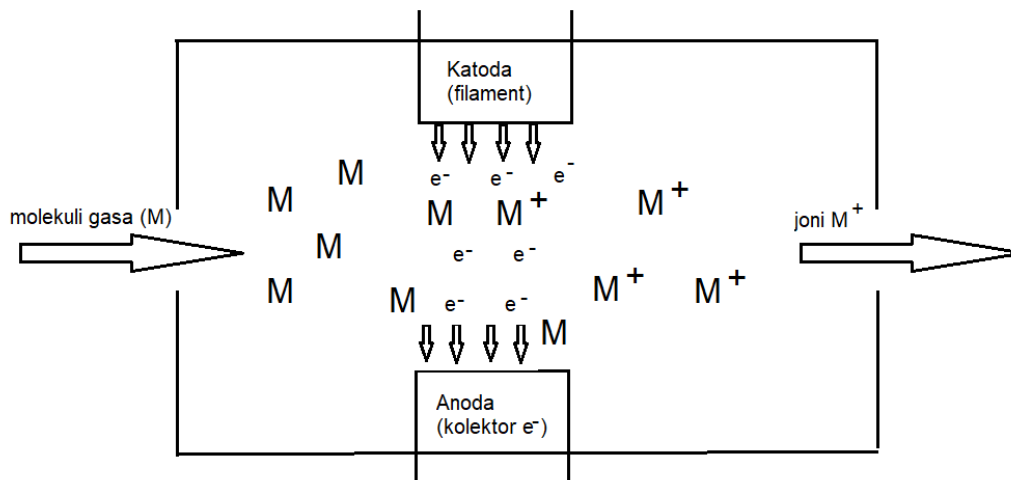 Katoda
(filament)
M
M
e-
e-
e-
M
M+
M+
molekuli gasa (M)
joni M+
M
e-
e-
M
M
e-
e-
M+
M+
M
Anoda
(kolektor e-)